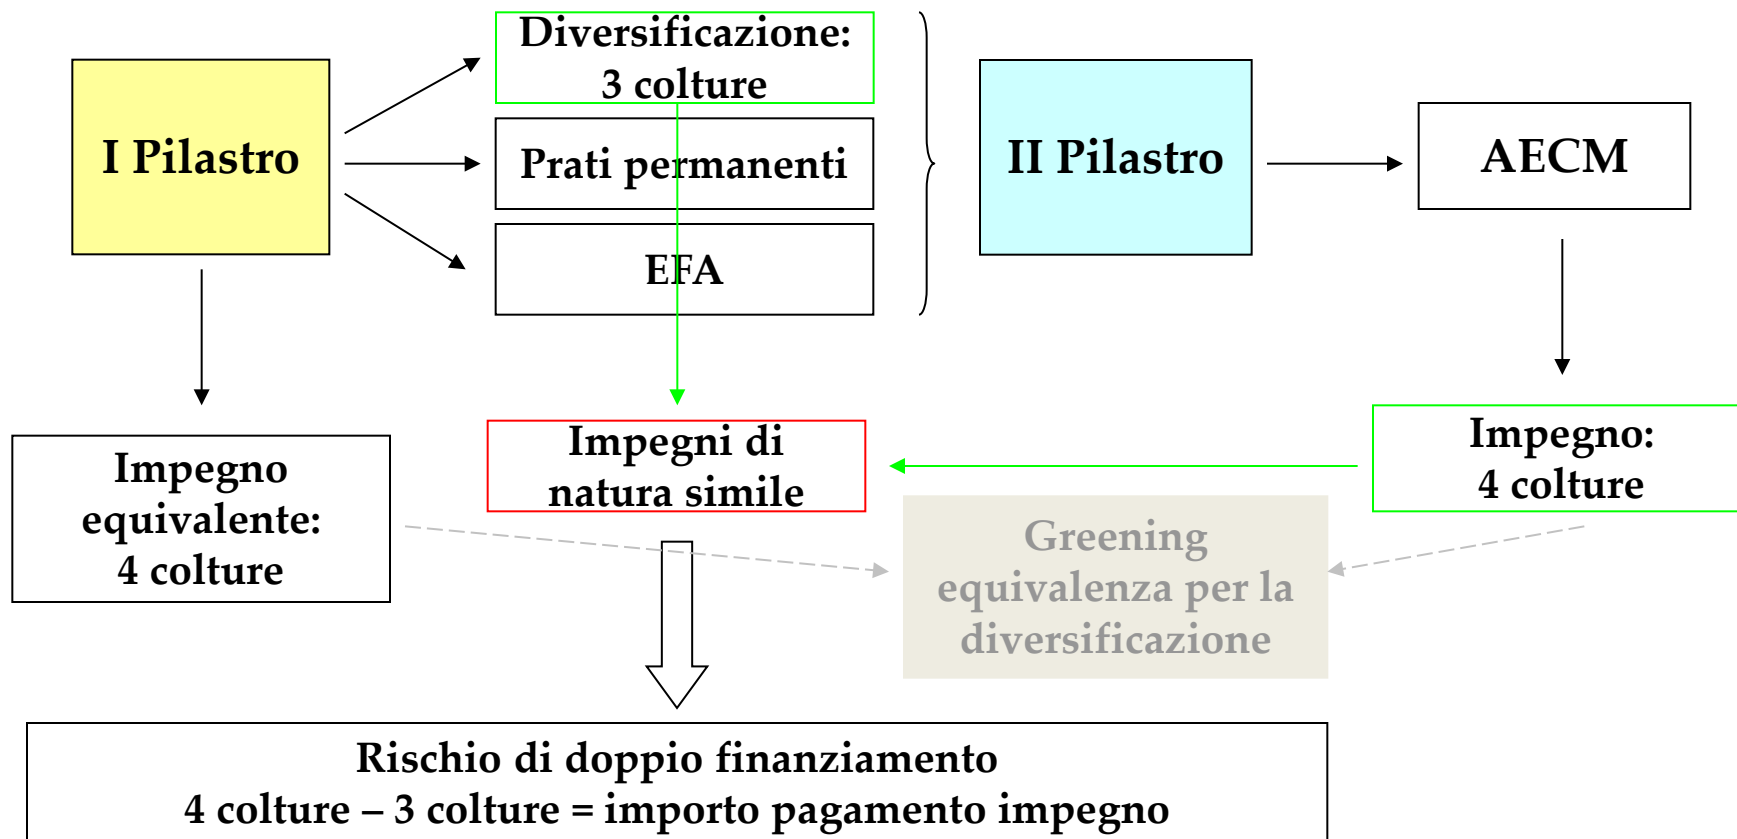 Diversificazione:
3 colture
I Pilastro
Prati permanenti
EFA
II Pilastro
AECM
Impegno
equivalente:
4 colture
Impegni di
natura simile
Impegno:
4 colture
Greening
equivalenza per la
diversificazione
Rischio di doppio finanziamento
4 colture – 3 colture = importo pagamento impegno